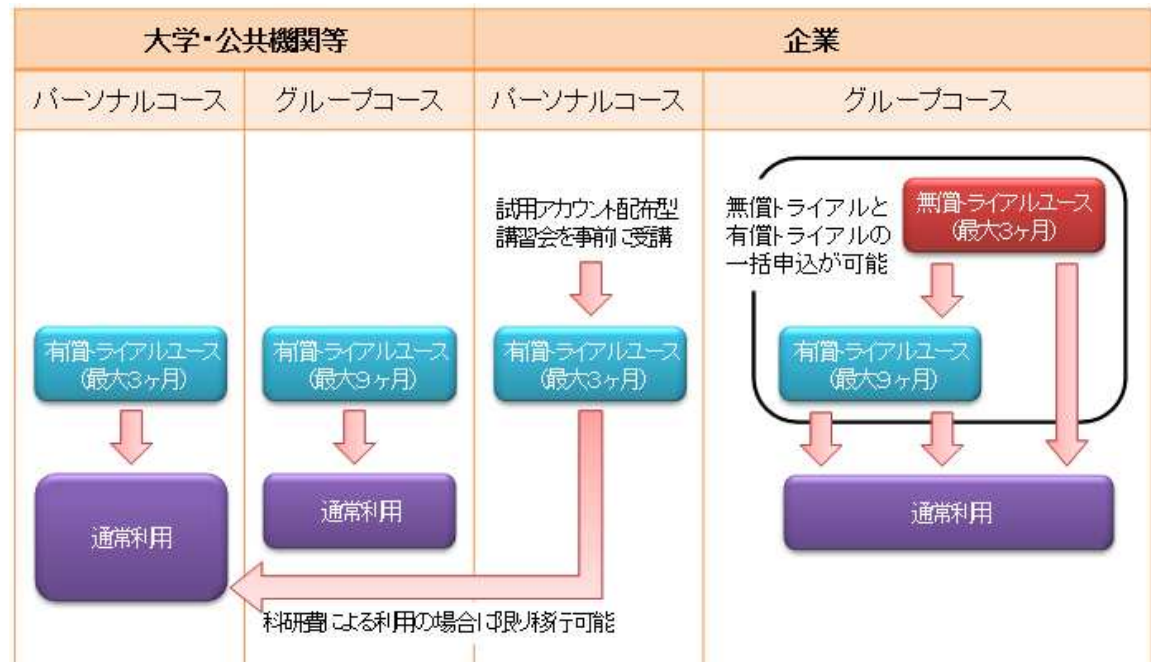 大学・公共機関等
企業
パーソナルコース
グループコース
パーソナルコース
グループコース
試用アカウント配布型
講習会を事前に受講
無償トライアルと
有償トライアルの
一括申込が可能
無償トライアルユース
(最大3ヶ月)
有償トライアルユース
(最大3ヶ月)
有償トライアルユース
(最大9ヶ月)
有償トライアルユース
(最大3ヶ月)
有償トライアルユース
(最大9ヶ月)
通常利用
通常利用
通常利用
科研費による利用の場合に限り移行可能